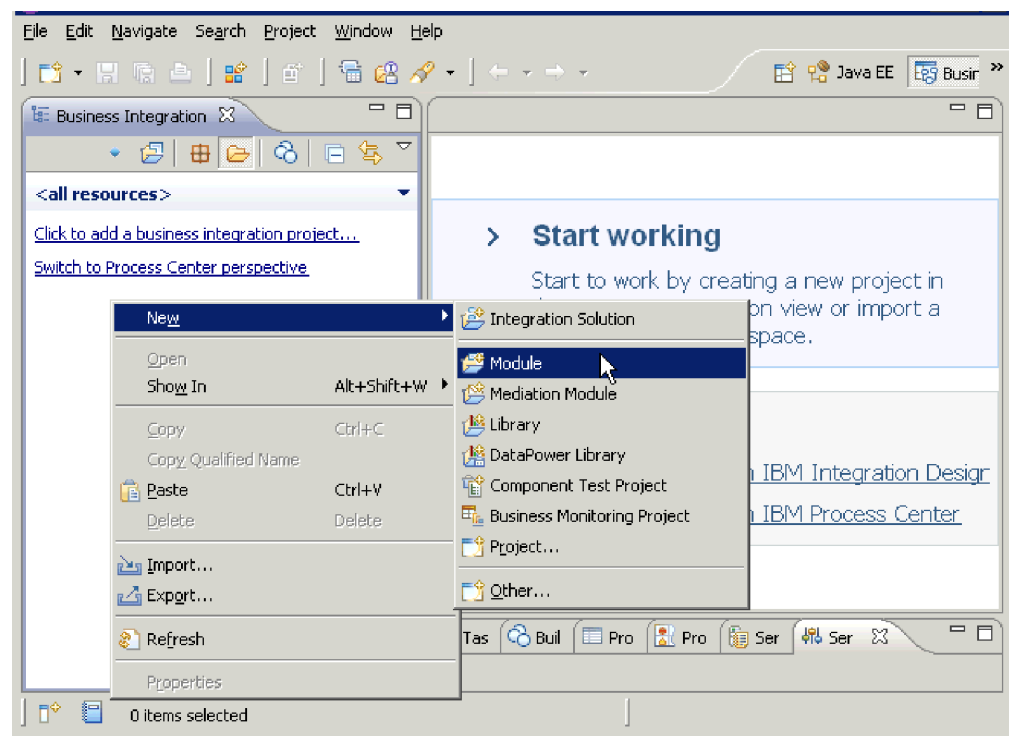 File Edit Navigate Search Project Window Help
Java EE Busir »
Business Integration
<all resources>
Click to add a business integration project...
Switch to Process Center perspective
Start working
Start to work by creating a new project in
on view or import a
space.
New
Open
Show In Alt+Shift+W
Copy Ctrl+C
Copy Qualified Name
Paste Ctrl+V
Delete Delete
Import...
Export...
Refresh
Properties
Integration Solution
Module
Mediation Module
Library
DataPower Library
Component Test Project
Business Monitoring Project
Project...
Other...
IBM Integration Desigr
IBM Process Center
Tas Buil Pro Pro Ser Ser
0 items selected